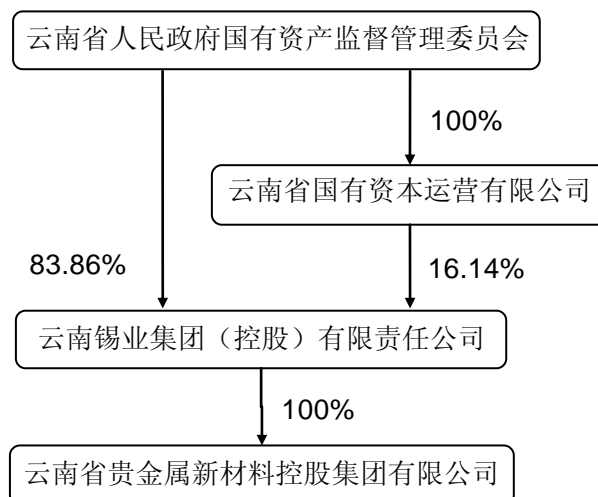 云南省人民政府国有资产监督管理委员会
100%
云南省国有资本运营有限公司
83.86%
16.14%
云南锡业集团（控股）有限责任公司
100%
云南省贵金属新材料控股集团有限公司